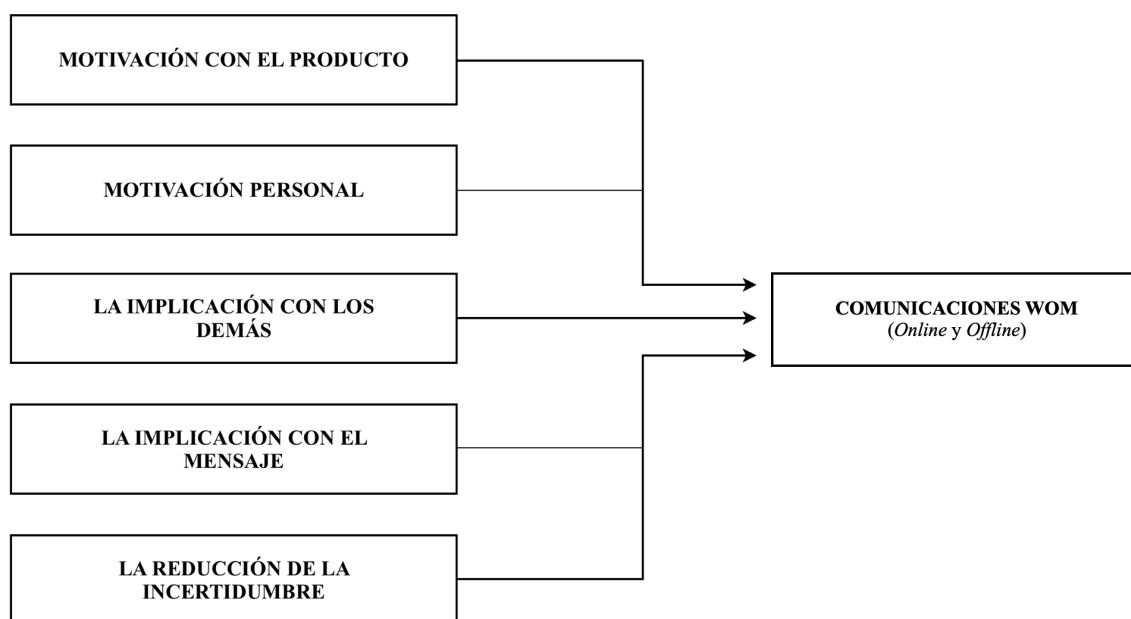 MOTIVACIÓN CON EL PRODUCTO
MOTIVACIÓN PERSONAL
LA IMPLICACIÓN CON LOS
DEMÁS
LA IMPLICACIÓN CON EL
MENSAJE
LA REDUCCIÓN DE LA
INCERTIDUMBRE
COMUNICACIONES WOM
(Online y Offline)